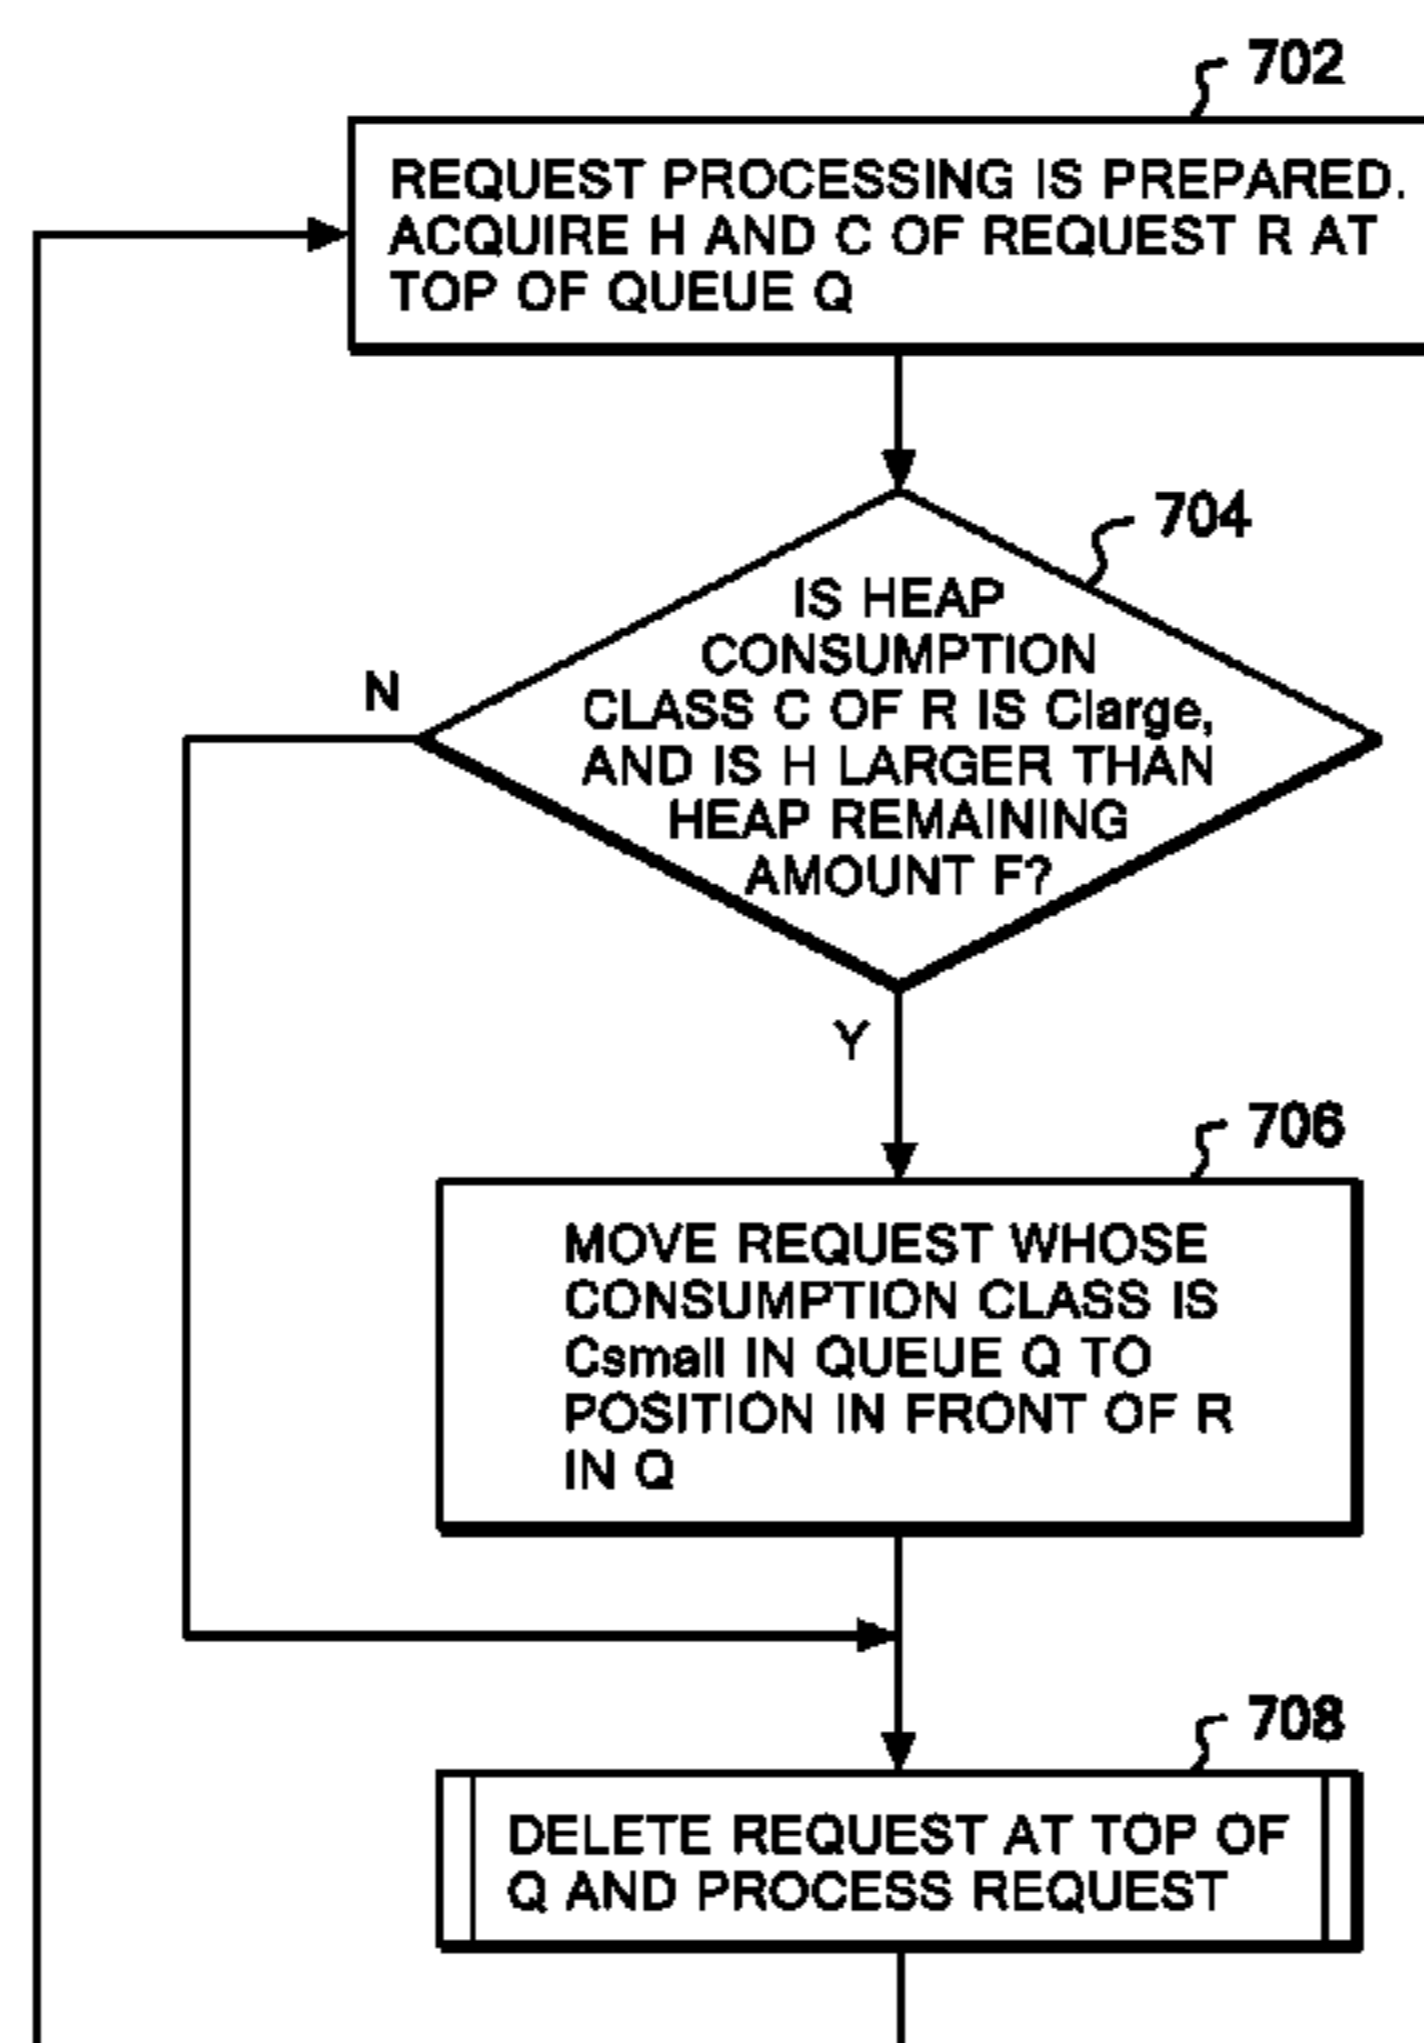 702
REQUEST PROCESSING IS PREPARED.
ACQUIRE H AND C OF REQUEST R AT
TOP OF QUEUE Q
704
IS HEAP
CONSUMPTION
CLASS C OF R IS Clarge,
AND IS H LARGER THAN
HEAP REMAINING
AMOUNT F?
N
Y
706
MOVE REQUEST WHOSE
CONSUMPTION CLASS IS
Csmall IN QUEUE Q TO
POSITION IN FRONT OF R
IN Q
708
DELETE REQUEST AT TOP OF
Q AND PROCESS REQUEST